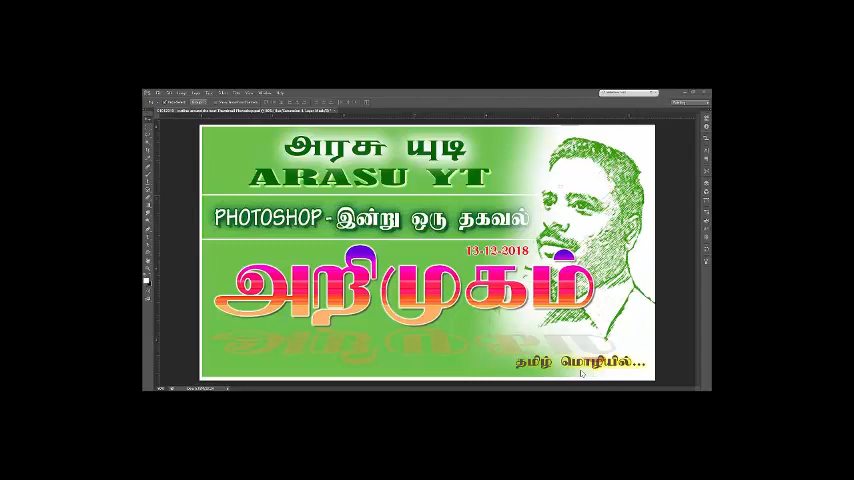 அரசு யுடி
ARASU YT
PHOTOSHOP - இன்று ஒரு தகவல்
13-12-2018
அறிமுகம்
தமிழ் மொழியில்...